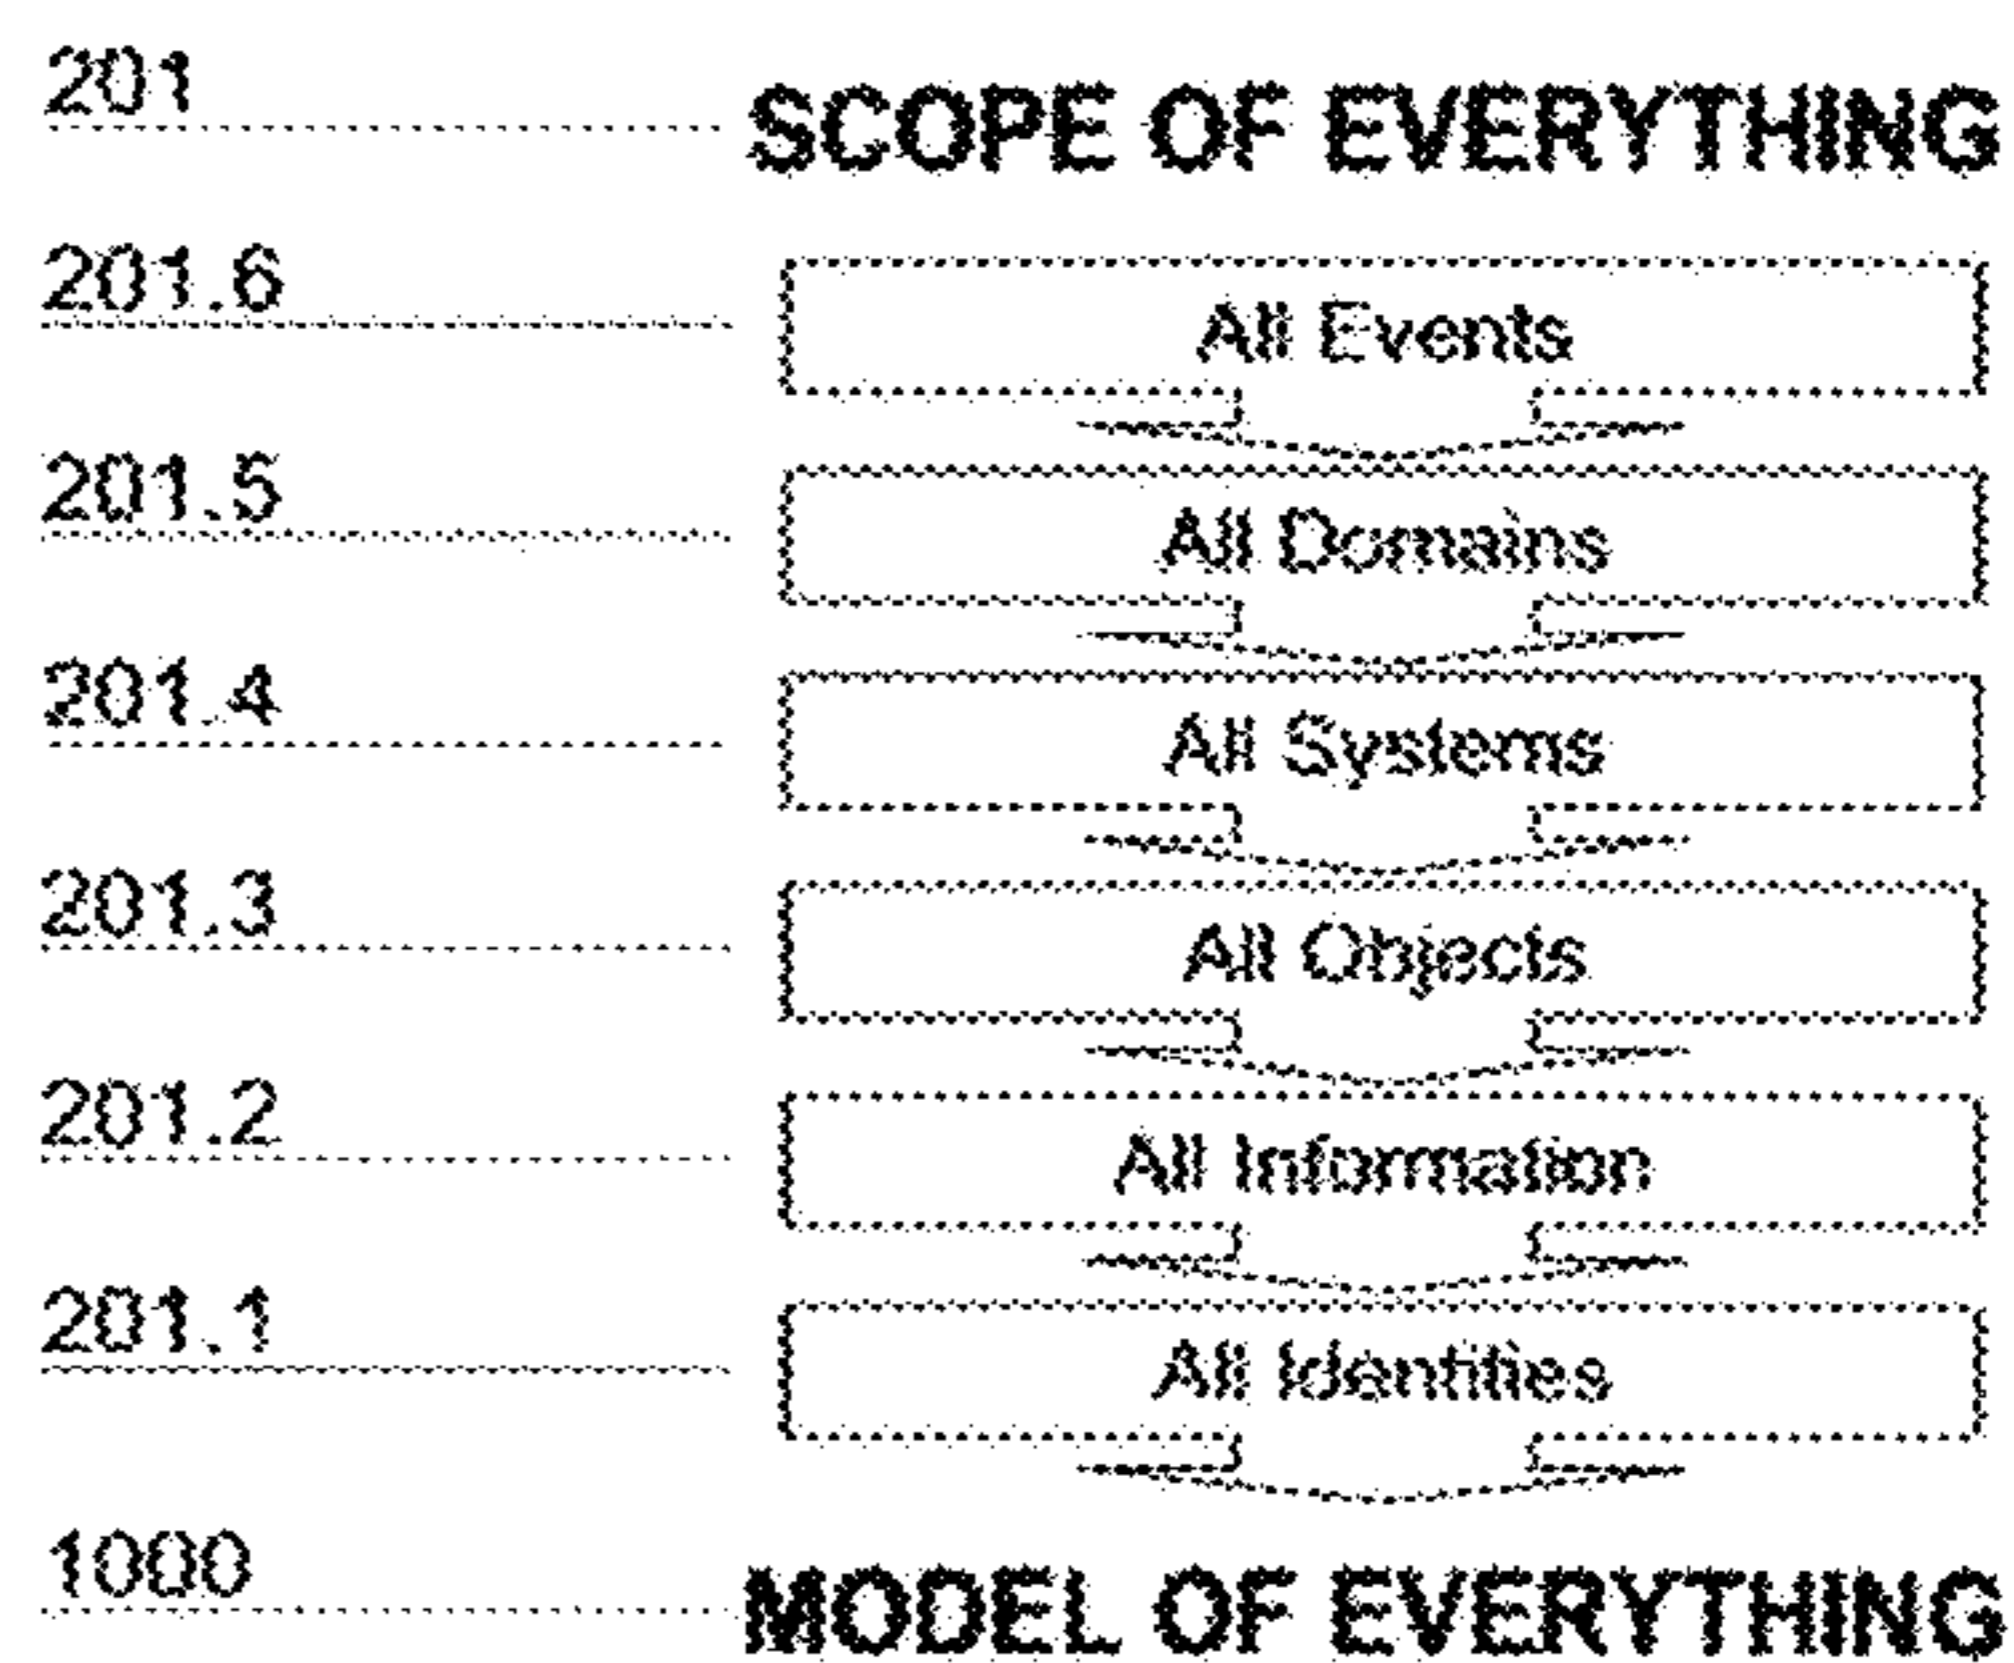 201 SCOPE OF EVERYTHING
201.6 All Events
201.5 All Domains
201.4 All Systems
201.3 All Objects
201.2 All Information
201.1 All Identities
1000 MODEL OF EVERYTHING